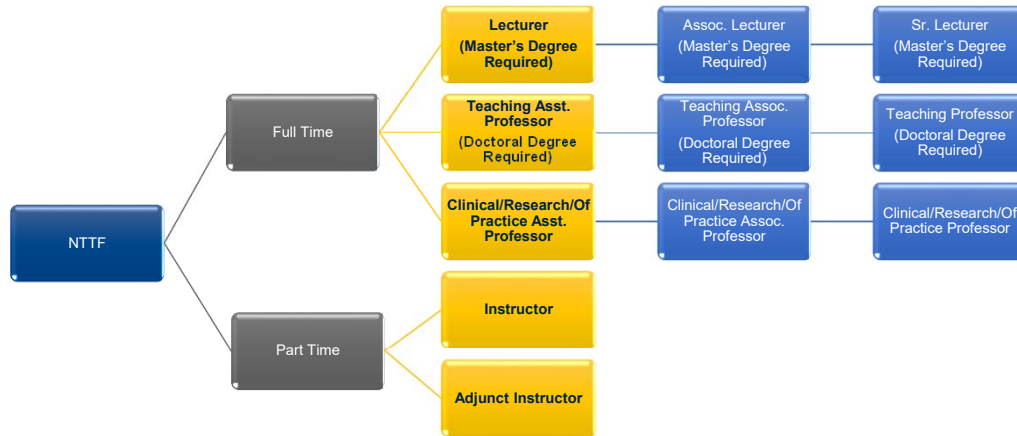 Lecturer
(Master's Degree
Required)
Assoc. Lecturer
(Master's Degree
Required)
Sr. Lecturer
(Master's Degree
Required)
Full Time
Teaching Asst.
Professor
(Doctoral Degree
Required)
Teaching Assoc.
Professor
(Doctoral Degree
Required)
Teaching Professor
(Doctoral Degree
Required)
Clinical/Research/Of
Practice Asst.
Professor
Clinical/Research/Of
Practice Assoc.
Professor
Clinical/Research/Of
Practice Professor
NTTF
Instructor
Part Time
Adjunct Instructor